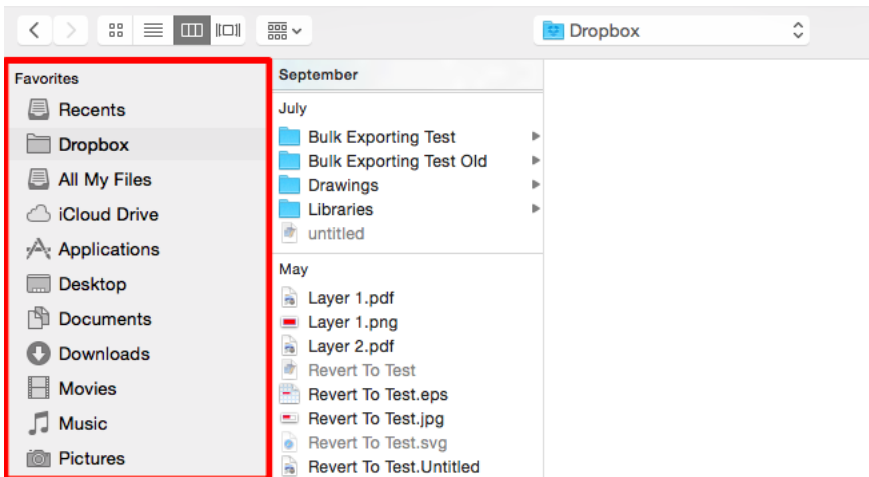 Dropbox
Favorites
Recents
Dropbox
All My Files
iCloud Drive
Applications
Desktop
Documents
Downloads
Movies
Music
Pictures
September
July
Bulk Exporting Test
Bulk Exporting Test Old
Drawings
Libraries
untitled
May
Layer 1.pdf
Layer 1.png
Layer 2.pdf
Revert To Test
Revert To Test.eps
Revert To Test.jpg
Revert To Test.svg
Revert To Test.Untitled